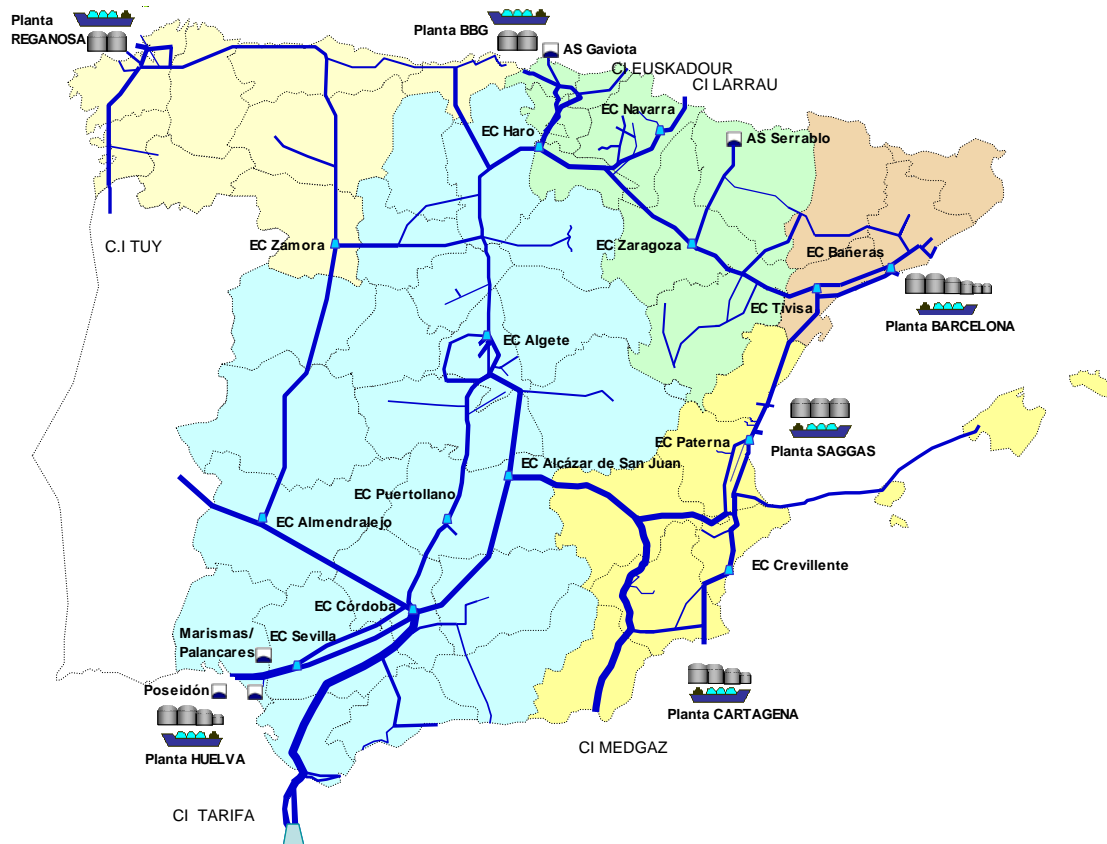 Planta
REGANOSA
Planta BBG
AS Gaviota
CI EUSKADOUR
CI LARRAU
EC Navarra
EC Haro
AS Serrablo
C.I TUY
EC Zamora
EC Zaragoza
EC Bañeras
EC Tivisa
Planta BARCELONA
EC Algete
EC Paterna
Planta SAGGAS
EC Alcázar de San Juan
EC Puertollano
EC Almendralejo
EC Crevillente
EC Córdoba
Marismas/
Palancares
EC Sevilla
Poseidón
Planta HUELVA
Planta CARTAGENA
CI MEDGAZ
CI TARIFA